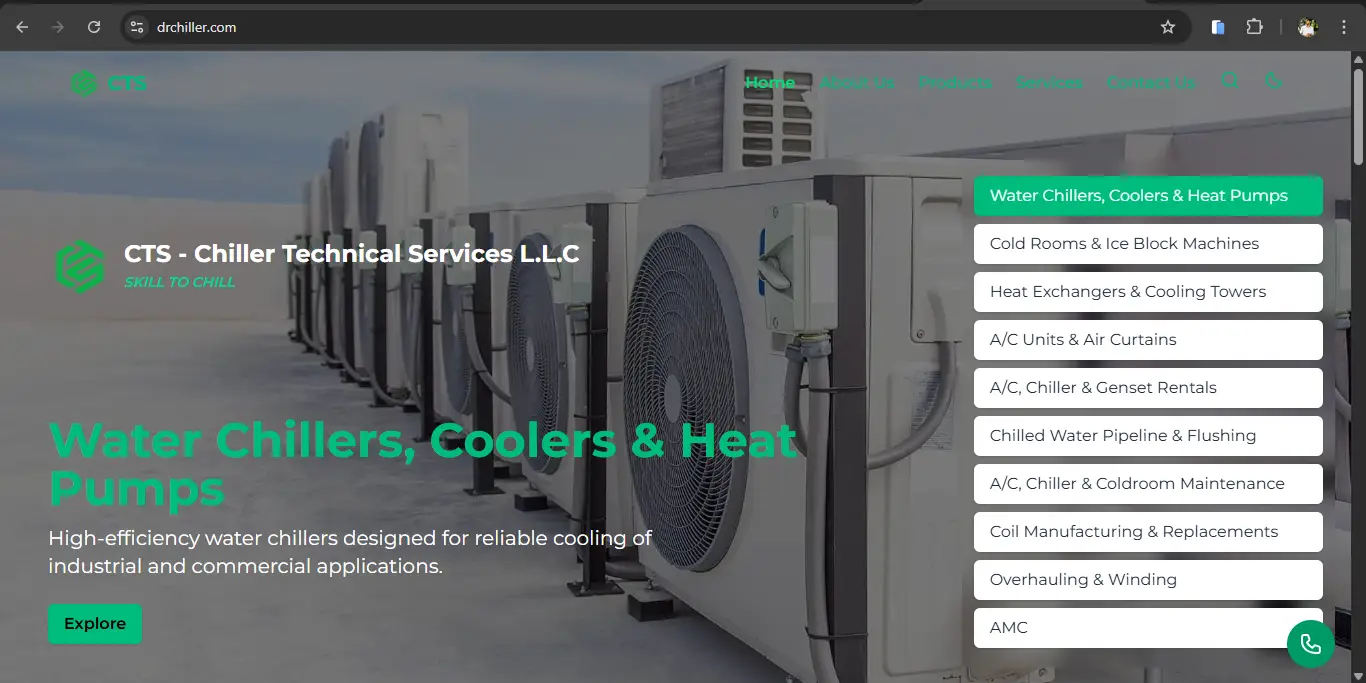 drchiller.com
CTS
Home About Us Products Services Contact Us
CTS - Chiller Technical Services L.L.C
SKILL TO CHILL
Water Chillers, Coolers & Heat
Pumps
High-efficiency water chillers designed for reliable cooling of
industrial and commercial applications.
Explore
Water Chillers, Coolers & Heat Pumps
Cold Rooms & Ice Block Machines
Heat Exchangers & Cooling Towers
A/C Units & Air Curtains
A/C, Chiller & Genset Rentals
Chilled Water Pipeline & Flushing
A/C, Chiller & Coldroom Maintenance
Coil Manufacturing & Replacements
Overhauling & Winding
AMC